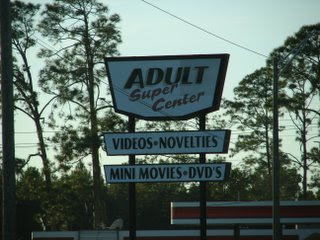 ADULT
Super
Center
VIDEOS•NOVELTIES
MINI MOVIES•DVD'S